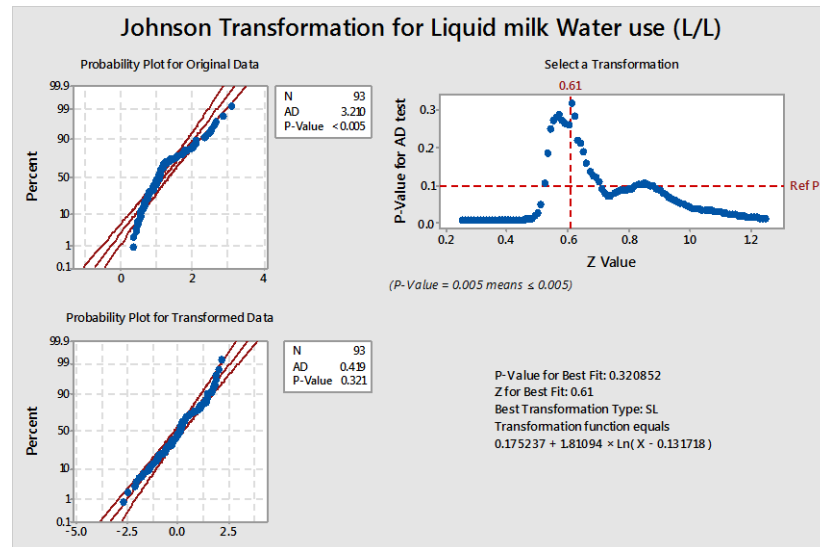 Johnson Transformation for Liquid milk Water use (L/L)
Probability Plot for Original Data
99.9
99
90
50
10
1
0.1
Percent
0 2 4
N 93
AD 3.210
P-Value <0.005
Select a Transformation
0.61
0.3
0.2
0.1
0.0
P-Value for AD test
Ref P
0.2 0.4 0.6 0.8 1.0 1.2
Z Value
(P-Value = 0.005 means ≤ 0.005)
Probability Plot for Transformed Data
99.9
99
90
50
10
1
0.1
Percent
-5.0 -2.5 0.0 2.5
N 93
AD 0.419
P-Value 0.321
P-Value for Best Fit: 0.320852
Z for Best Fit: 0.61
Best Transformation Type: SL
Transformation function equals
0.175237 + 1.81094 × Ln( X - 0.131718 )